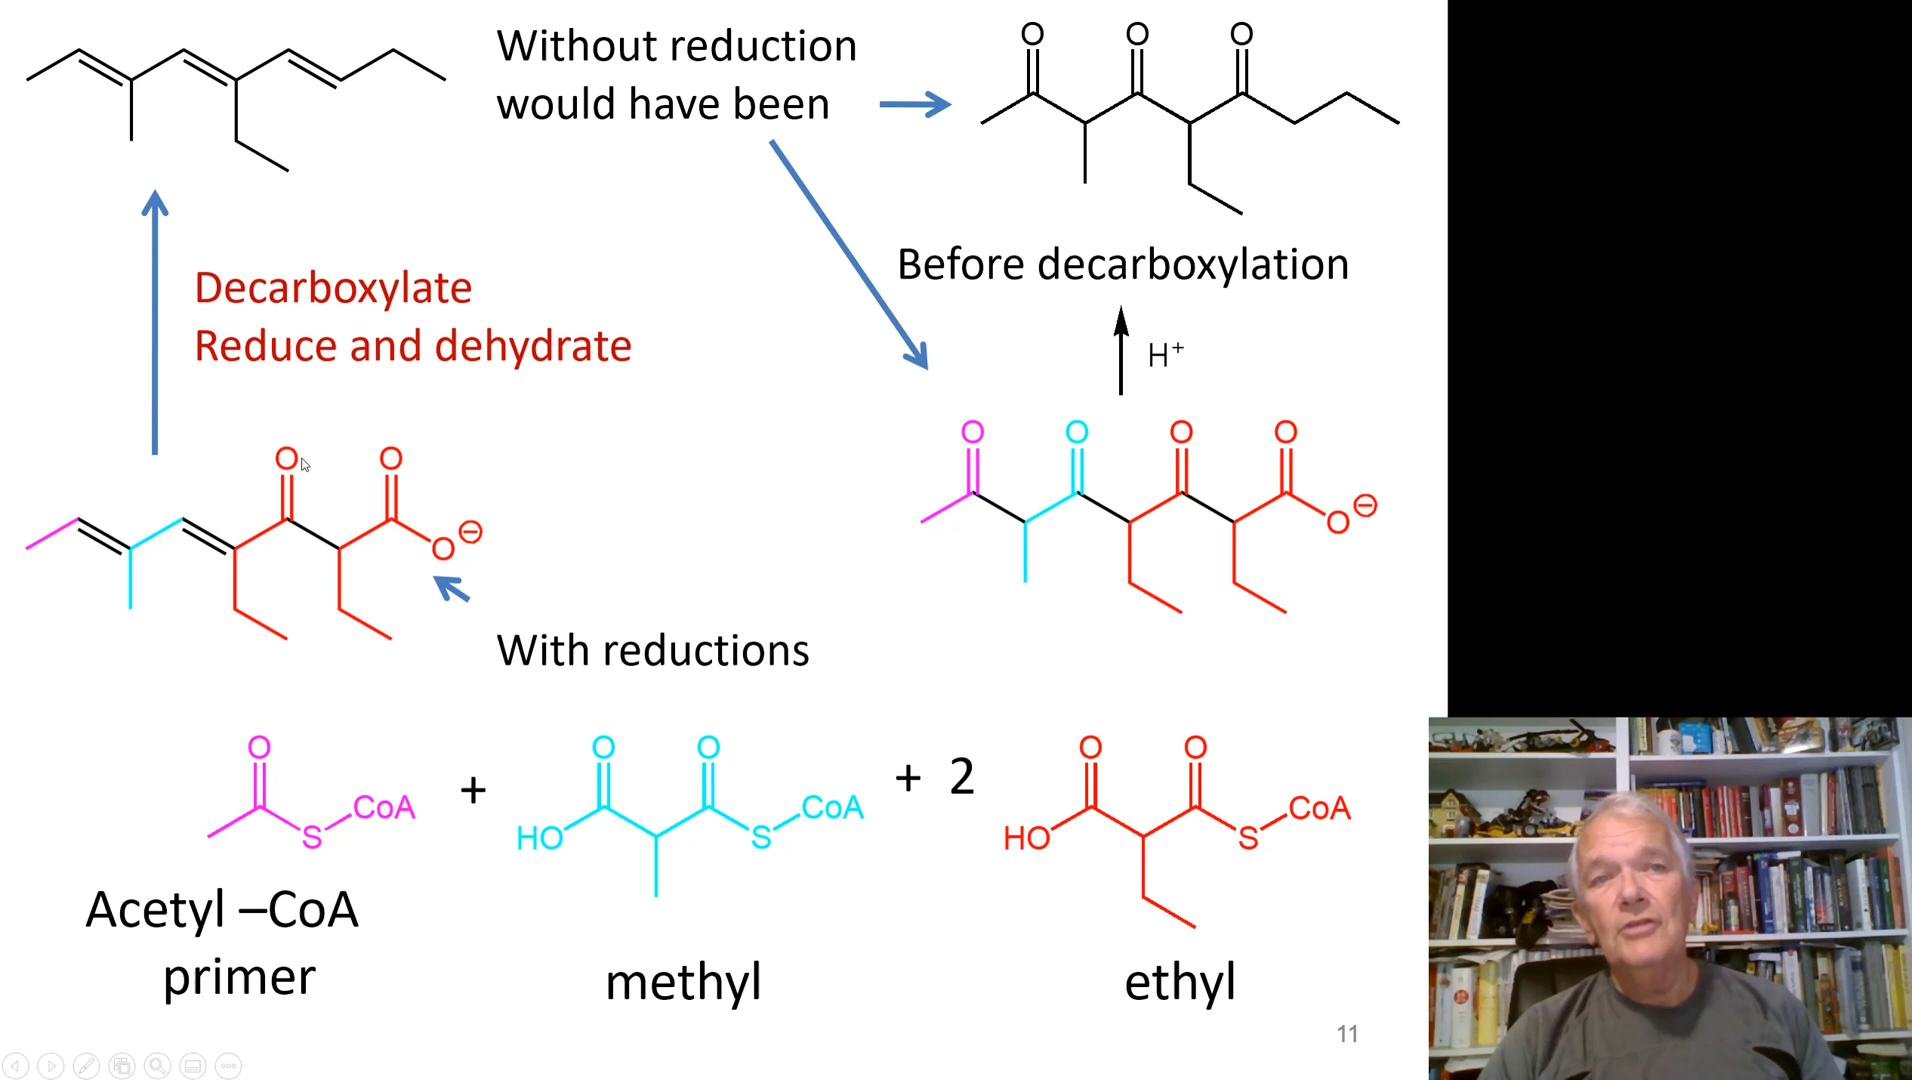 Without reduction
would have been
O O O
Decarboxylate
Reduce and dehydrate
Before decarboxylation
H⁺
O O
O⊖
O O O O
O⊖
With reductions
O
S CoA
+
O O
HO S CoA
+ 2
O O
HO S CoA
Acetyl –CoA
primer
methyl
ethyl
11